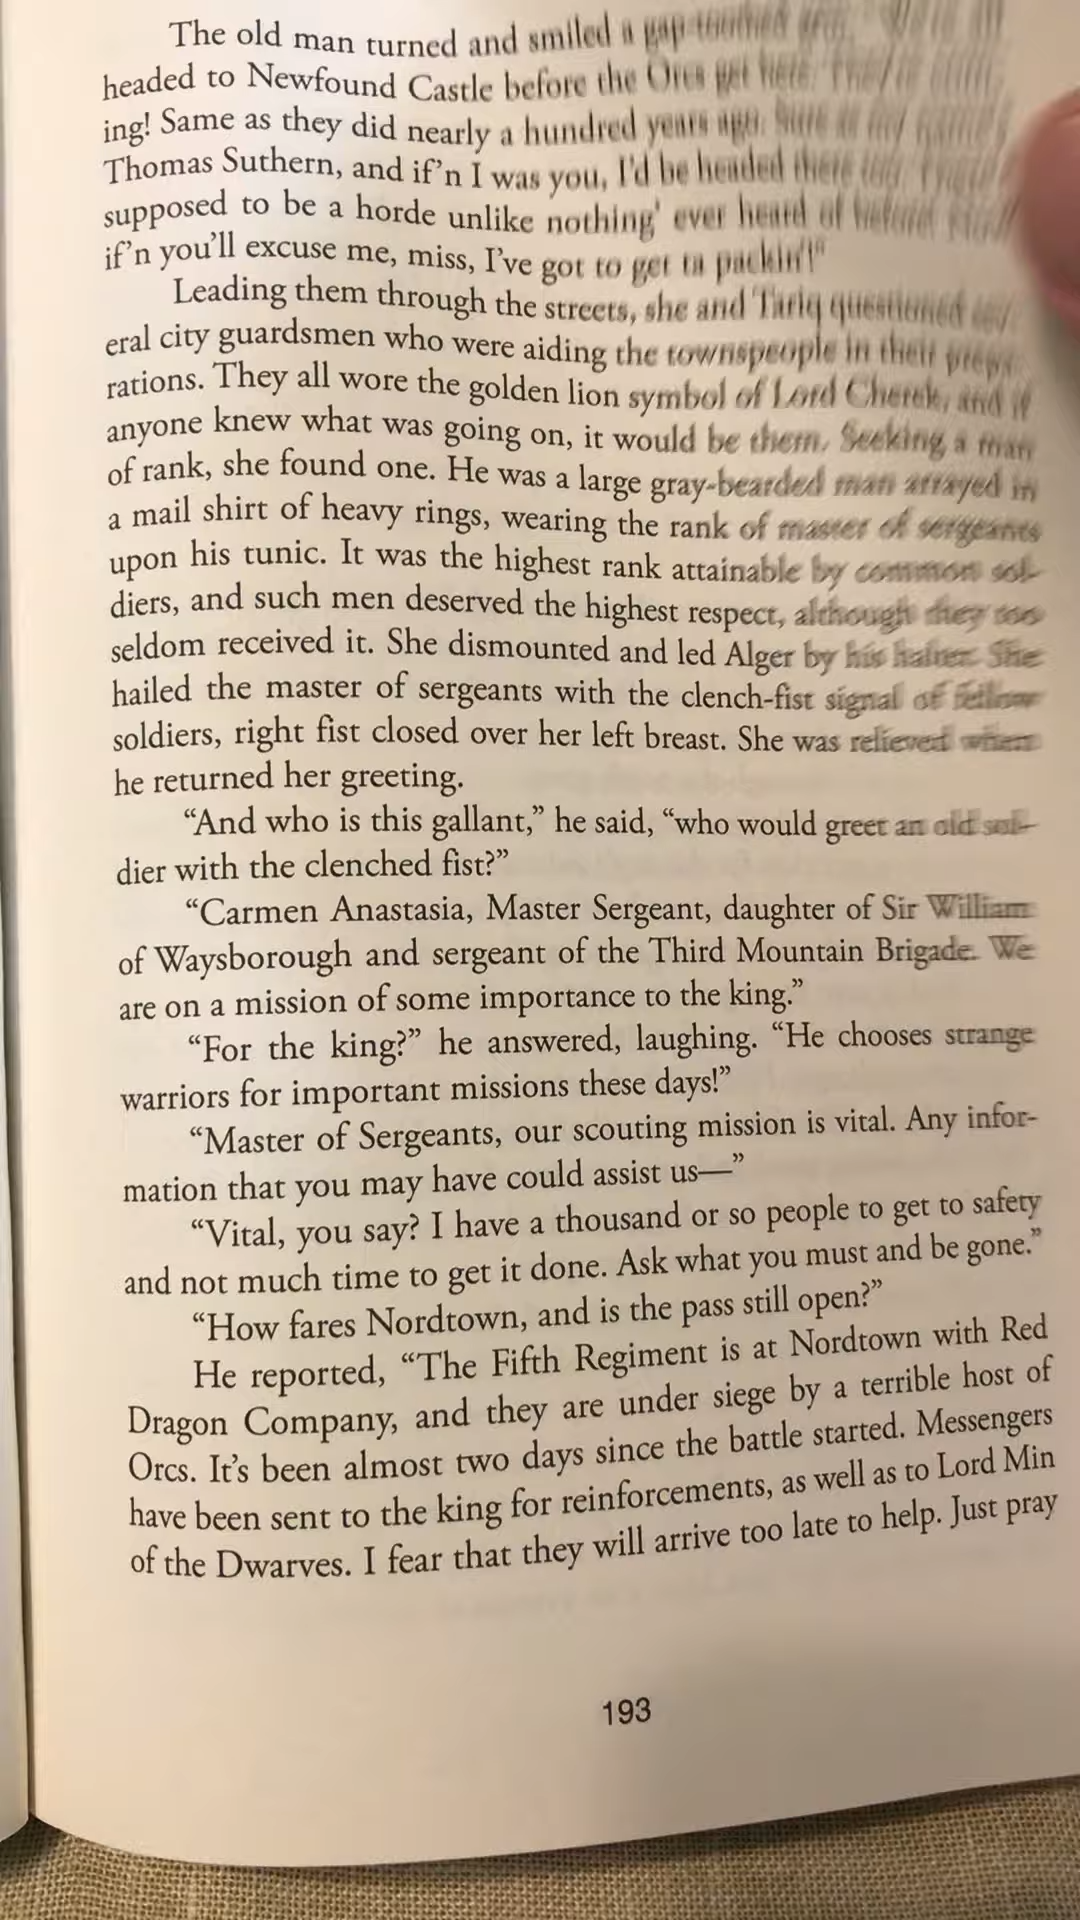 The old man turned and smiled a gap-toothed grin.
headed to Newfound Castle before the Orcs get here.
ing! Same as they did nearly a hundred years ago. Sure as my name's
Thomas Suthern, and if’n I was you, I’d be headed there too.
supposed to be a horde unlike nothing' ever heard of before!
if’n you’ll excuse me, miss, I’ve got to get ta packin’!”
Leading them through the streets, she and Tariq questioned sev-
eral city guardsmen who were aiding the townspeople in their prepa-
rations. They all wore the golden lion symbol of Lord Cherek, and if
anyone knew what was going on, it would be them. Seeking a man
of rank, she found one. He was a large gray-bearded man arrayed in
a mail shirt of heavy rings, wearing the rank of master of sergeants
upon his tunic. It was the highest rank attainable by common sol-
diers, and such men deserved the highest respect, although they too
seldom received it. She dismounted and led Alger by his halter. She
hailed the master of sergeants with the clench-fist signal of fellow
soldiers, right fist closed over her left breast. She was relieved when
he returned her greeting.
“And who is this gallant,” he said, “who would greet an old sol-
dier with the clenched fist?”
“Carmen Anastasia, Master Sergeant, daughter of Sir William
of Waysborough and sergeant of the Third Mountain Brigade. We
are on a mission of some importance to the king.”
“For the king?” he answered, laughing. “He chooses strange
warriors for important missions these days!”
“Master of Sergeants, our scouting mission is vital. Any infor-
mation that you may have could assist us—”
“Vital, you say? I have a thousand or so people to get to safety
and not much time to get it done. Ask what you must and be gone.”
“How fares Nordtown, and is the pass still open?”
He reported, “The Fifth Regiment is at Nordtown with Red
Dragon Company, and they are under siege by a terrible host of
Orcs. It’s been almost two days since the battle started. Messengers
have been sent to the king for reinforcements, as well as to Lord Min
of the Dwarves. I fear that they will arrive too late to help. Just pray
193